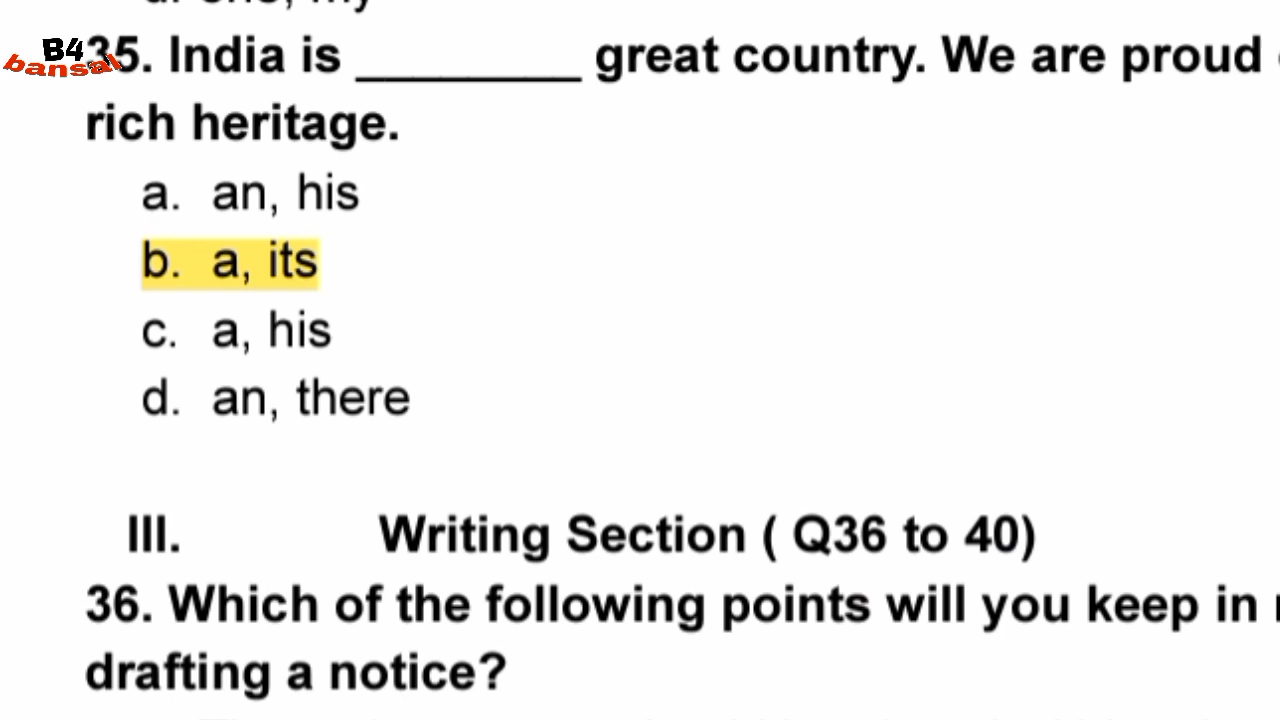 B4
bansal
35. India is ________ great country. We are proud
rich heritage.
a. an, his
b. a, its
c. a, his
d. an, there
III. Writing Section ( Q36 to 40)
36. Which of the following points will you keep in
drafting a notice?